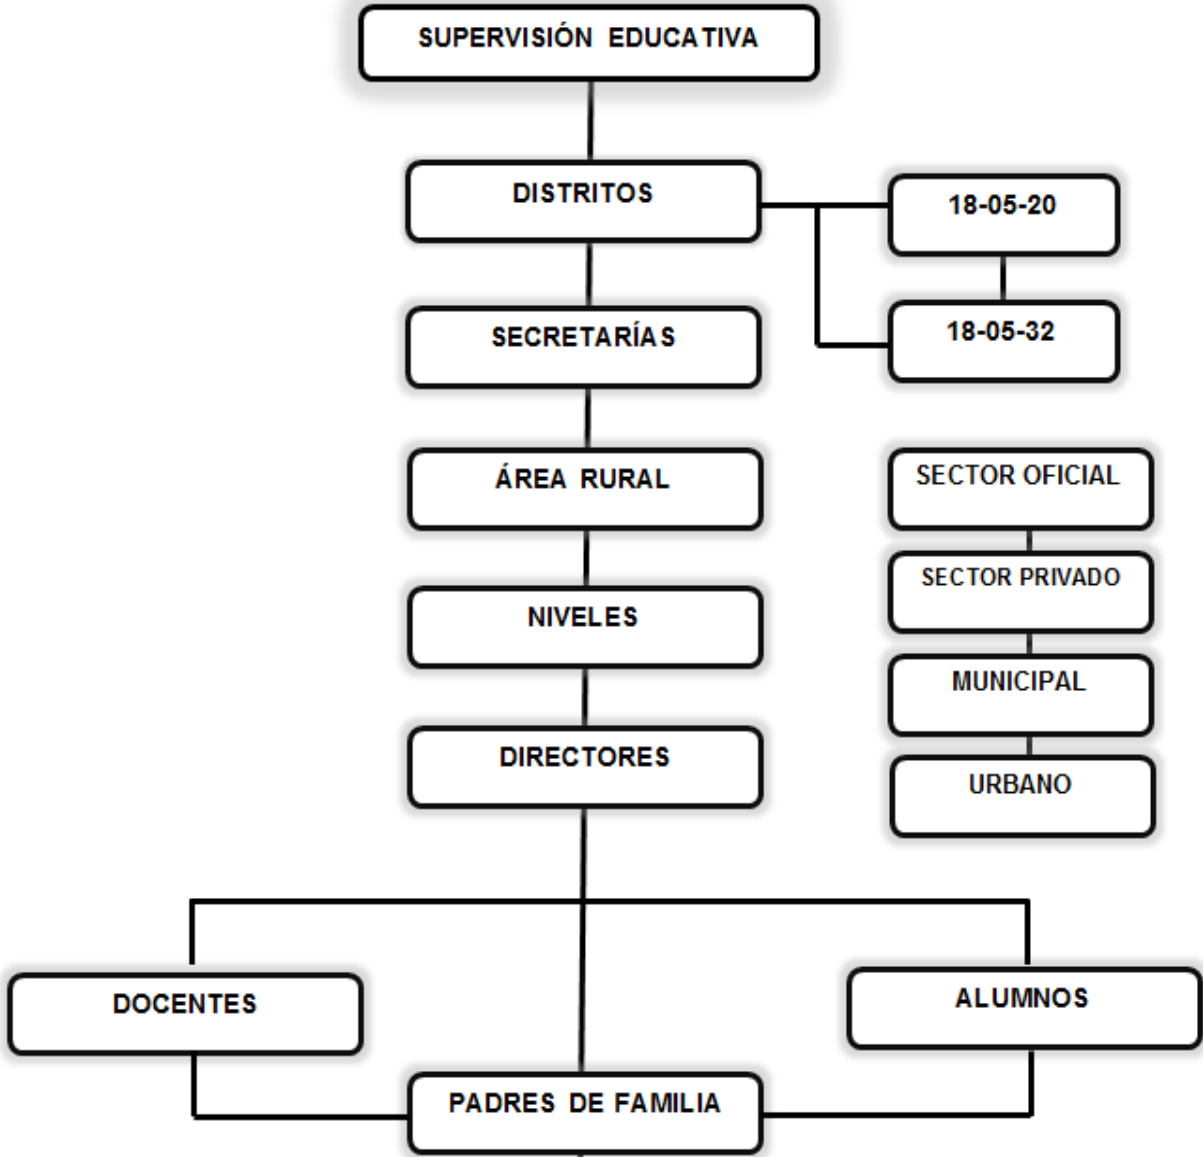 SUPERVISIÓN EDUCATIVA
DISTRITOS
18-05-20
18-05-32
SECRETARÍAS
ÁREA RURAL
SECTOR OFICIAL
SECTOR PRIVADO
NIVELES
MUNICIPAL
DIRECTORES
URBANO
DOCENTES
ALUMNOS
PADRES DE FAMILIA